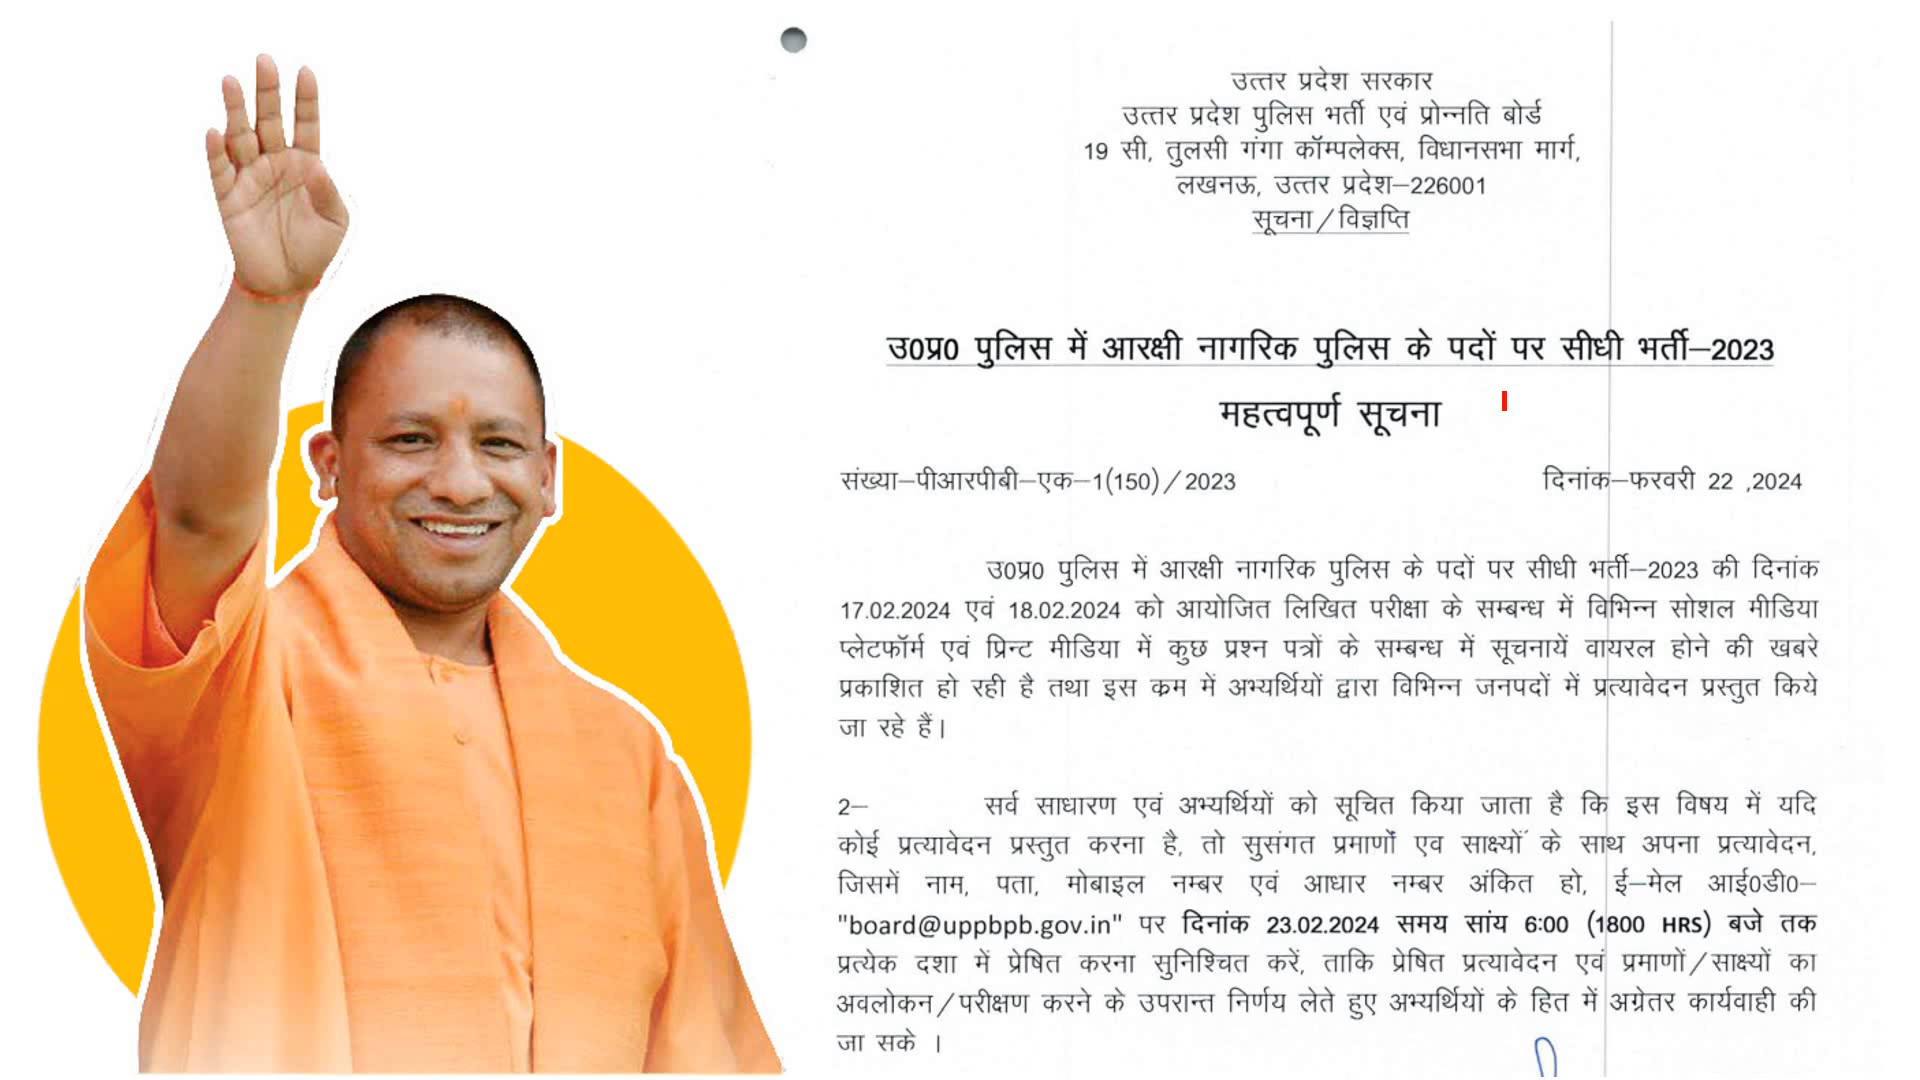 उत्तर प्रदेश सरकार
उत्तर प्रदेश पुलिस भर्ती एवं प्रोन्नति बोर्ड
19 सी, तुलसी गंगा कॉम्पलेक्स, विधानसभा मार्ग,
लखनऊ, उत्तर प्रदेश–226001
सूचना/विज्ञप्ति
उ0प्र0 पुलिस में आरक्षी नागरिक पुलिस के पदों पर सीधी भर्ती–2023
महत्वपूर्ण सूचना
संख्या–पीआरपीबी–एक–1(150)/2023 दिनांक–फरवरी 22 ,2024
उ0प्र0 पुलिस में आरक्षी नागरिक पुलिस के पदों पर सीधी भर्ती–2023 की दिनांक
17.02.2024 एवं 18.02.2024 को आयोजित लिखित परीक्षा के सम्बन्ध में विभिन्न सोशल मीडिया
प्लेटफॉर्म एवं प्रिन्ट मीडिया में कुछ प्रश्न पत्रों के सम्बन्ध में सूचनायें वायरल होने की खबरे
प्रकाशित हो रही है तथा इस क्रम में अभ्यर्थियों द्वारा विभिन्न जनपदों में प्रत्यावेदन प्रस्तुत किये
जा रहे हैं।
2– सर्व साधारण एवं अभ्यर्थियों को सूचित किया जाता है कि इस विषय में यदि
कोई प्रत्यावेदन प्रस्तुत करना है, तो सुसंगत प्रमाणों एव साक्ष्यों के साथ अपना प्रत्यावेदन,
जिसमें नाम, पता, मोबाइल नम्बर एवं आधार नम्बर अंकित हो, ई–मेल आई0डी0–
"board@uppbpb.gov.in" पर दिनांक 23.02.2024 समय सांय 6:00 (1800 HRS) बजे तक
प्रत्येक दशा में प्रेषित करना सुनिश्चित करें, ताकि प्रेषित प्रत्यावेदन एवं प्रमाणों/साक्ष्यों का
अवलोकन/परीक्षण करने के उपरान्त निर्णय लेते हुए अभ्यर्थियों के हित में अग्रेतर कार्यवाही की
जा सके ।